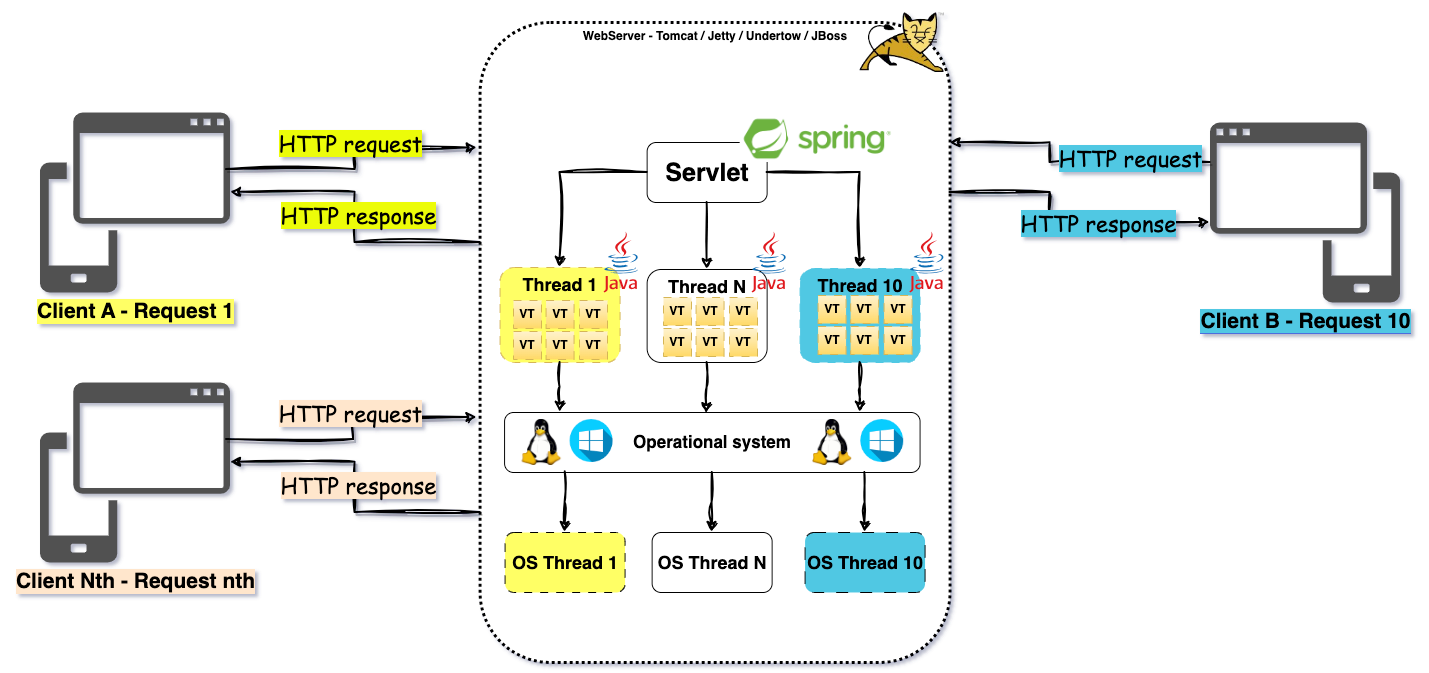 WebServer - Tomcat / Jetty / Undertow / JBoss
spring
Servlet
HTTP request
HTTP response
Client A - Request 1
HTTP request
HTTP response
Client B - Request 10
Java
Java
Java
Thread 1
VT VT VT
VT VT VT
Thread N
VT VT VT
VT VT VT
Thread 10
VT VT VT
VT VT VT
HTTP request
HTTP response
Client Nth - Request nth
Operational system
OS Thread 1
OS Thread N
OS Thread 10